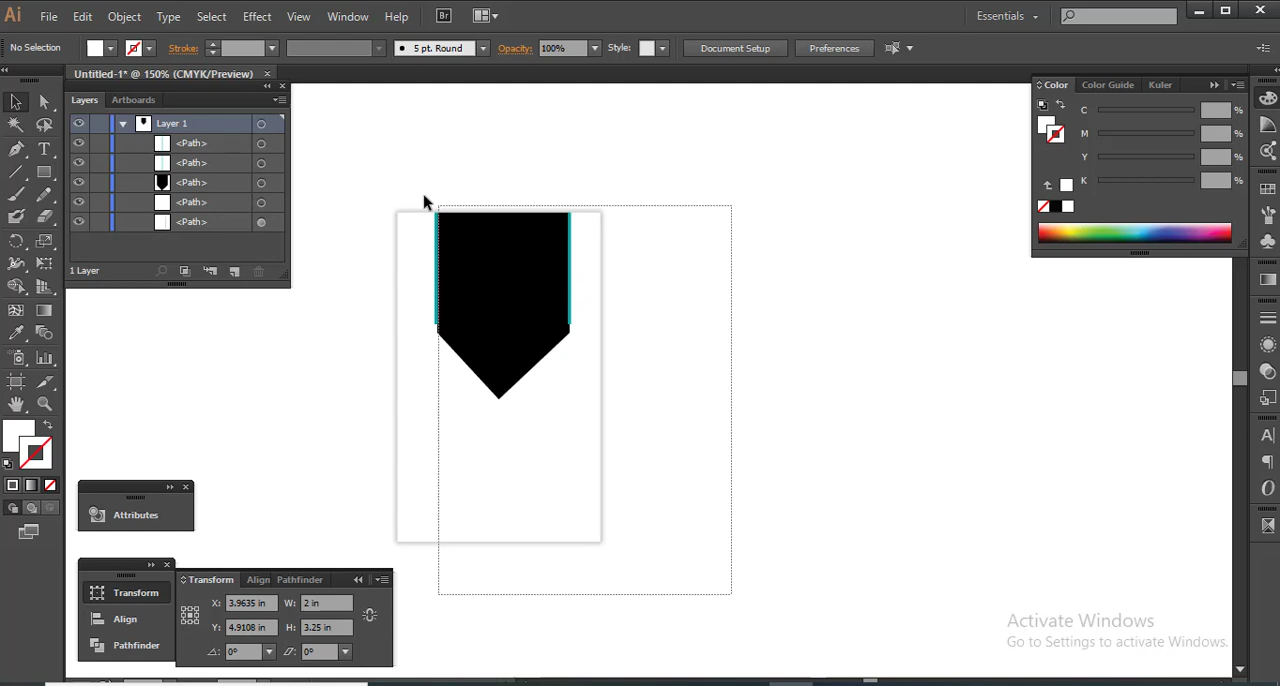 Ai File Edit Object Type Select Effect View Window Help Br Essentials
No Selection Stroke: 5 pt. Round Opacity: 100% Style: Document Setup Preferences
Untitled-1* @ 150% (CMYK/Preview)
Layers Artboards
Layer 1
<Path>
<Path>
<Path>
<Path>
<Path>
1 Layer
Color Color Guide Kuler
C %
M %
Y %
K %
Attributes
Transform
Align
Pathfinder
Transform Align Pathfinder
X: 3.9635 in W: 2 in
Y: 4.9108 in H: 3.25 in
0° 0°
Activate Windows
Go to Settings to activate Windows.